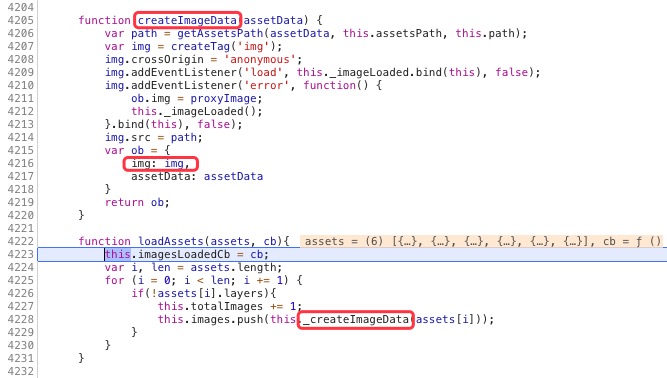 4204
4205 function createImageData(assetData) {
4206 var path = getAssetsPath(assetData, this.assetsPath, this.path);
4207 var img = createTag('img');
4208 img.crossOrigin = 'anonymous';
4209 img.addEventListener('load', this._imageLoaded.bind(this), false);
4210 img.addEventListener('error', function() {
4211 ob.img = proxyImage;
4212 this._imageLoaded();
4213 }.bind(this), false);
4214 img.src = path;
4215 var ob = {
4216 img: img,
4217 assetData: assetData
4218 }
4219 return ob;
4220 }
4221
4222 function loadAssets(assets, cb){ assets = (6) [{…}, {…}, {…}, {…}, {…}, {…}], cb = ƒ ()
4223 this.imagesLoadedCb = cb;
4224 var i, len = assets.length;
4225 for (i = 0; i < len; i += 1) {
4226 if(!assets[i].layers){
4227 this.totalImages += 1;
4228 this.images.push(this._createImageData(assets[i]));
4229 }
4230 }
4231 }
4232